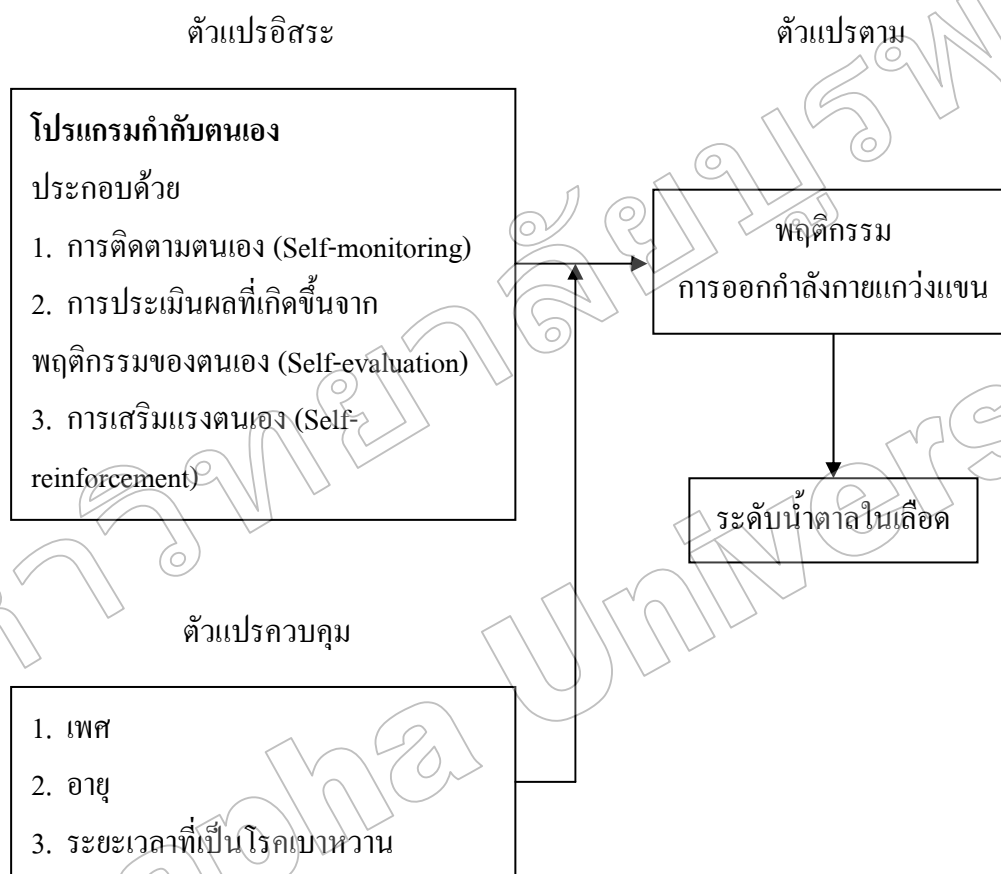 ตัวแปรอิสระ
ตัวแปรตาม
โปรแกรมกำกับตนเอง
ประกอบด้วย
1. การติดตามตนเอง (Self-monitoring)
2. การประเมินผลที่เกิดขึ้นจาก
พฤติกรรมของตนเอง (Self-evaluation)
3. การเสริมแรงตนเอง (Self-
reinforcement)
พฤติกรรม
การออกกำลังกายแกว่งแขน
ระดับน้ำตาลในเลือด
ตัวแปรควบคุม
1. เพศ
2. อายุ
3. ระยะเวลาที่เป็นโรคเบาหวาน